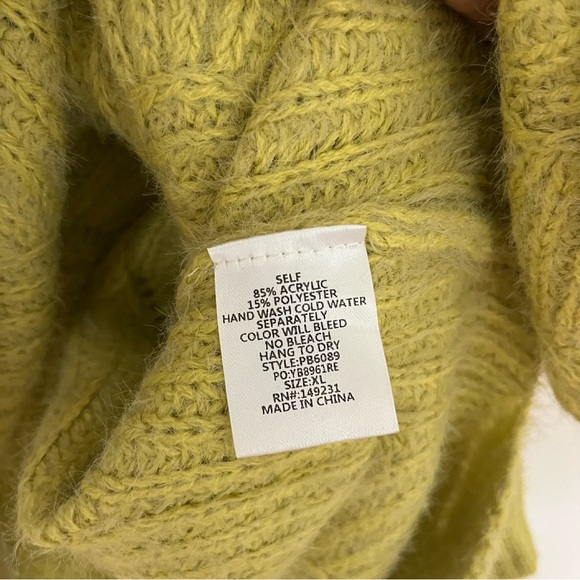 SELF
85% ACRYLIC
15% POLYESTER
HAND WASH COLD WATER
SEPARATELY
COLOR WILL BLEED
NO BLEACH
HANG TO DRY
STYLE:PB6089
PO:YB8961RE
SIZE:XL
RN#:149231
MADE IN CHINA